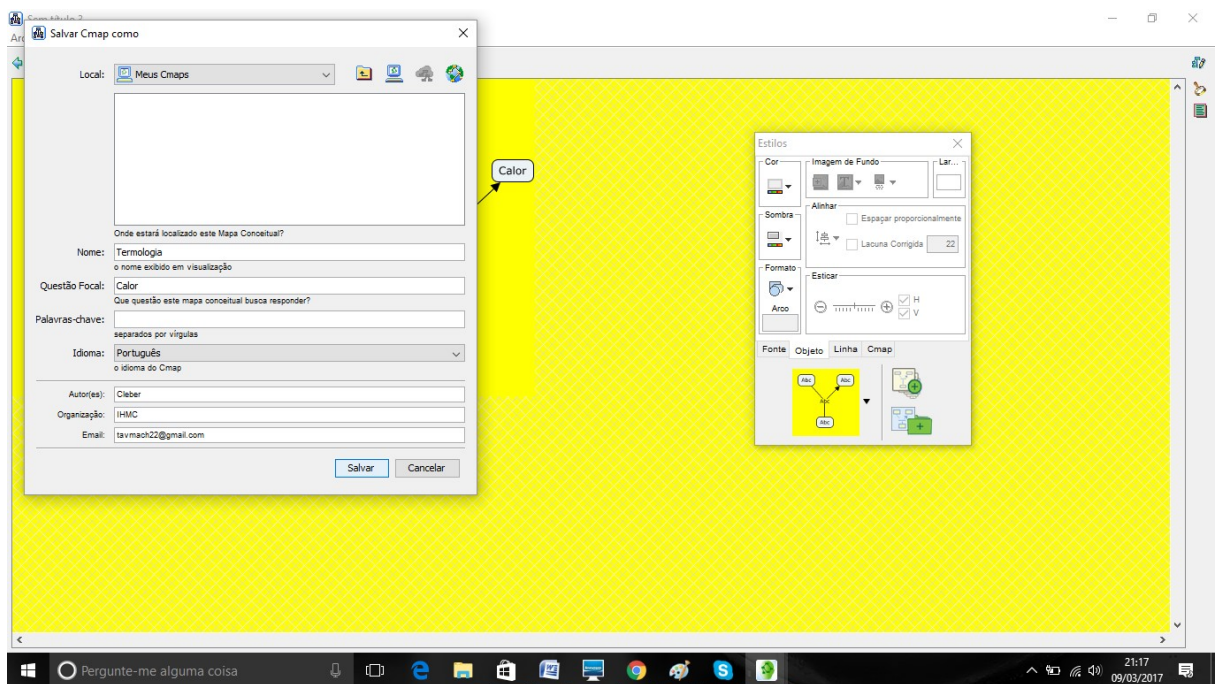 Sem título 2
Salvar Cmap como
Local:
Meus Cmaps
Onde estará localizado este Mapa Conceitual?
Nome:
Termologia
o nome exibido em visualização
Questão Focal:
Calor
Que questão este mapa conceitual busca responder?
Palavras-chave:
separados por vírgulas
Idioma:
Português
o idioma do Cmap
Autor(es):
Cleber
Organização:
IHMC
Email:
tavmach22@gmail.com
Salvar
Cancelar
Calor
Estilos
Cor
Imagem de Fundo
Lar...
Sombra
Alinhar
Espaçar proporcionalmente
Lacuna Corrigida
22
Formato
Esticar
Arco
H
V
Fonte
Objeto
Linha
Cmap
Abc
Abc
Abc
Abc
Pergunte-me alguma coisa
21:17
09/03/2017